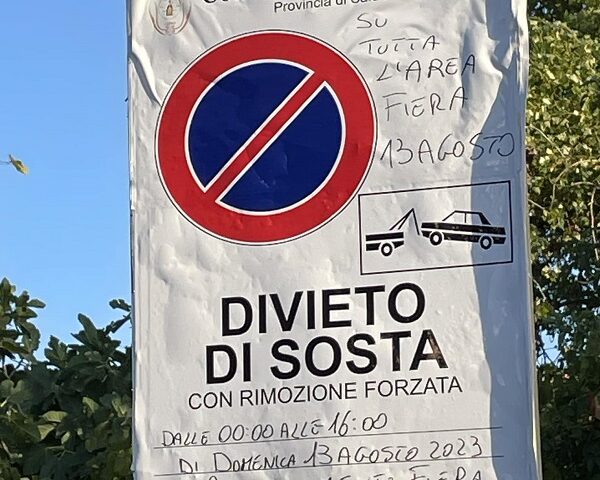 Provincia di
SU
TUTTA
L'AREA
FIERA
13 AGOSTO
DIVIETO
DI SOSTA
CON RIMOZIONE FORZATA
DALLE 00:00 ALLE 16:00
DI DOMENICA 13 AGOSTO 2023
FIERA